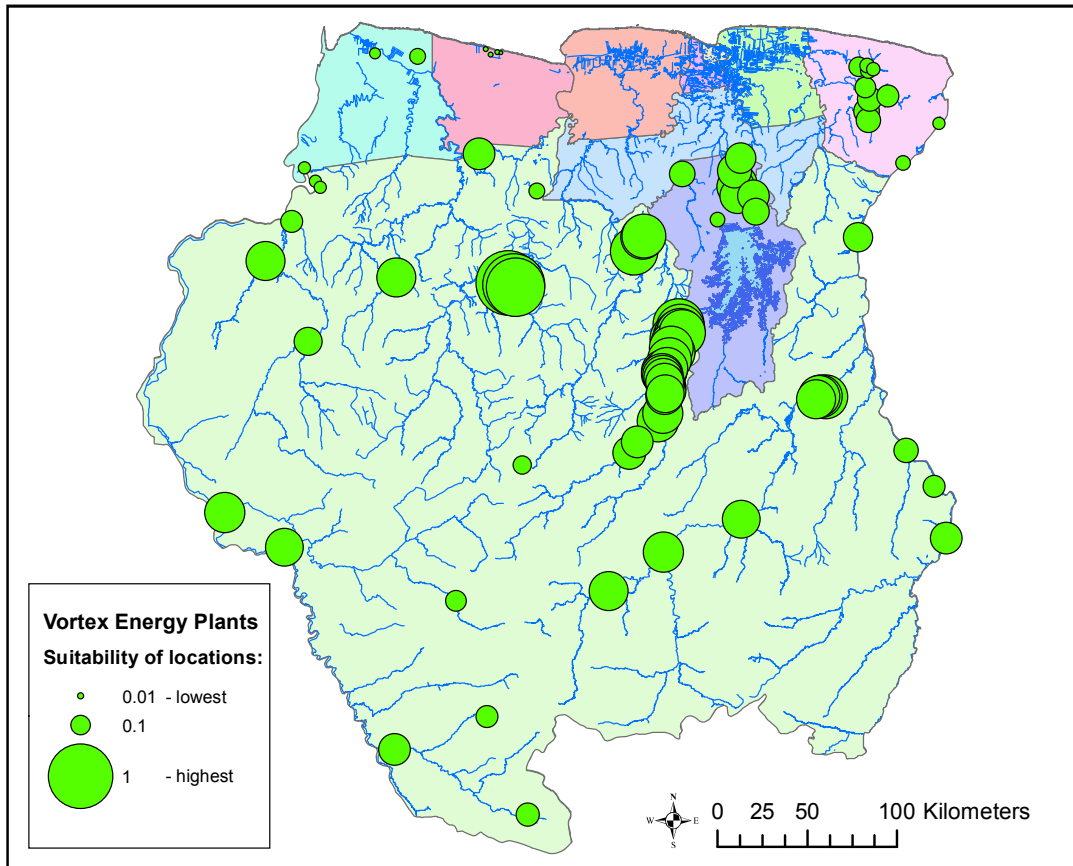 Vortex Energy Plants
Suitability of locations:
0.01 - lowest
0.1
1 - highest
N
W E
S
0 25 50 100 Kilometers